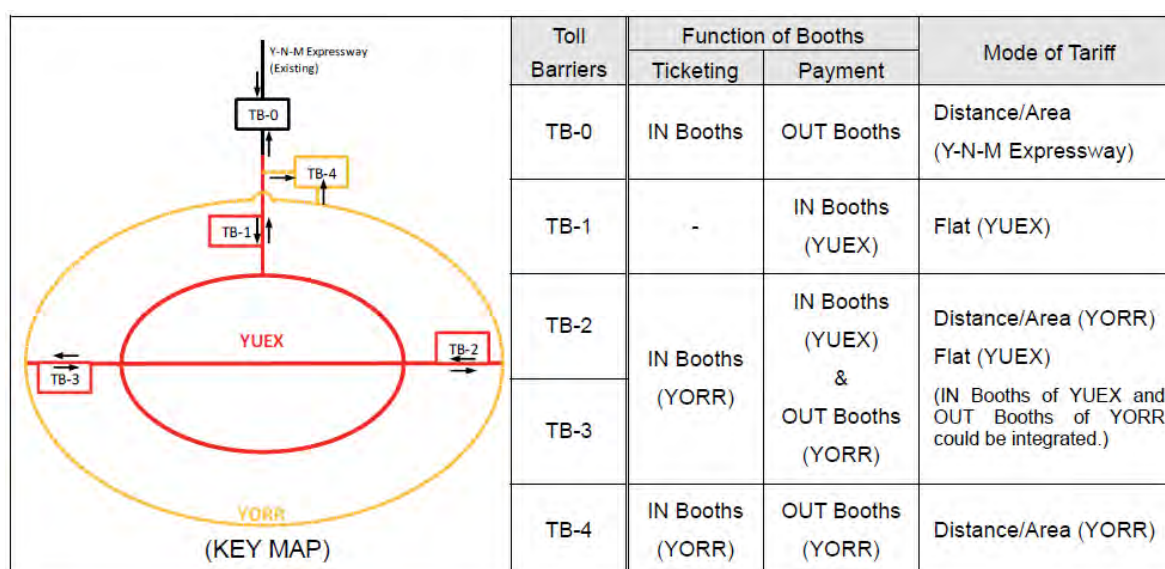 Y-N-M Expressway
(Existing)
TB-0
TB-4
TB-1
YUEX
TB-2
TB-3
YORR
(KEY MAP)
Toll
Barriers
Function of Booths
Ticketing
Payment
Mode of Tariff
TB-0
IN Booths
OUT Booths
Distance/Area
(Y-N-M Expressway)
TB-1
-
IN Booths
(YUEX)
Flat (YUEX)
TB-2
TB-3
IN Booths
(YORR)
IN Booths
(YUEX)
&
OUT Booths
(YORR)
Distance/Area (YORR)
Flat (YUEX)
(IN Booths of YUEX and
OUT Booths of YORR
could be integrated.)
TB-4
IN Booths
(YORR)
OUT Booths
(YORR)
Distance/Area (YORR)